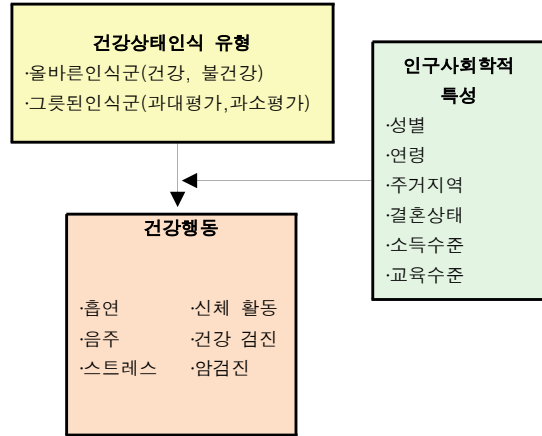 건강상태인식 유형
·올바른인식군(건강, 불건강)
·그릇된인식군(과대평가,과소평가)
인구사회학적
특성
·성별
·연령
·주거지역
·결혼상태
·소득수준
·교육수준
건강행동
·흡연 ·신체 활동
·음주 ·건강 검진
·스트레스 ·암검진